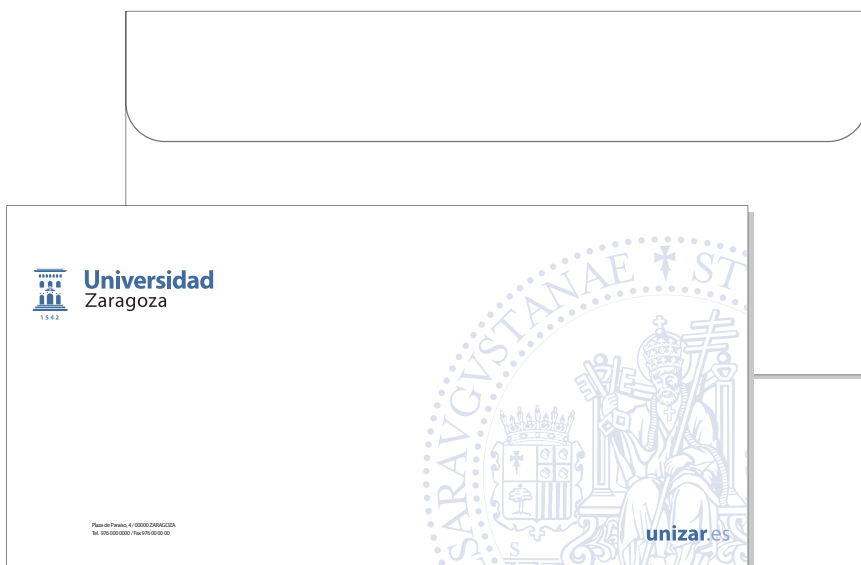 Universidad
Zaragoza
1542
SARAVGVSTANAE ✝ ST
S
Plaza de Paraíso, 4 / 00000 ZARAGOZA
Tel. 976 000 0000 / Fax 976 00 00 00
unizar.es